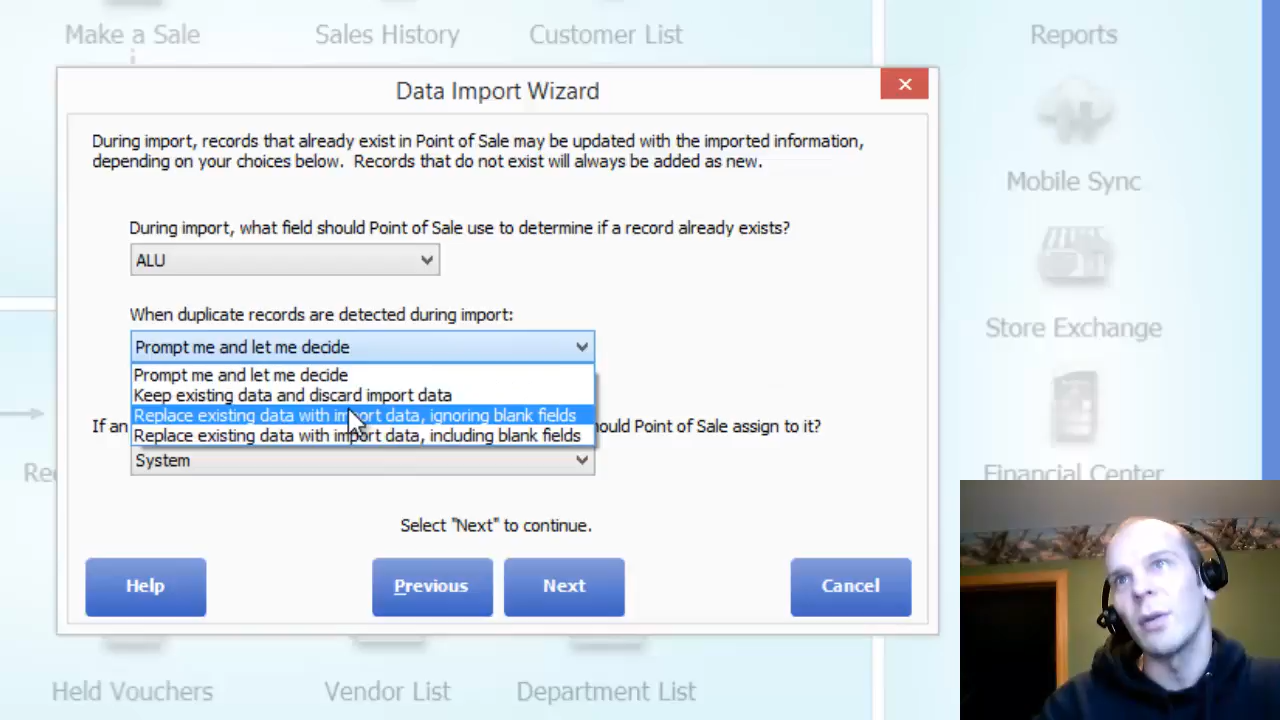 Make a Sale
Sales History
Customer List
Reports
Data Import Wizard
During import, records that already exist in Point of Sale may be updated with the imported information,
depending on your choices below. Records that do not exist will always be added as new.
Mobile Sync
During import, what field should Point of Sale use to determine if a record already exists?
ALU
When duplicate records are detected during import:
Store Exchange
Prompt me and let me decide
Prompt me and let me decide
Keep existing data and discard import data
Replace existing data with import data, ignoring blank fields
If an
ould Point of Sale assign to it?
Replace existing data with import data, including blank fields
System
Re
Financial Center
Select "Next" to continue.
Help
Previous
Next
Cancel
Held Vouchers
Vendor List
Department List